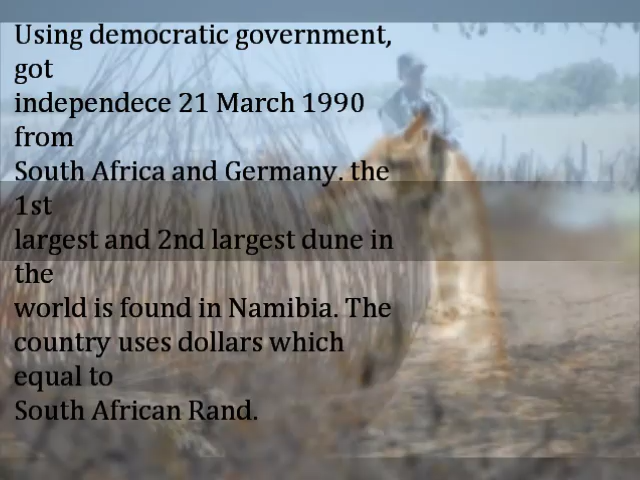 Using democratic government,
got
independece 21 March 1990
from
South Africa and Germany. the
1st
largest and 2nd largest dune in
the
world is found in Namibia. The
country uses dollars which
equal to
South African Rand.